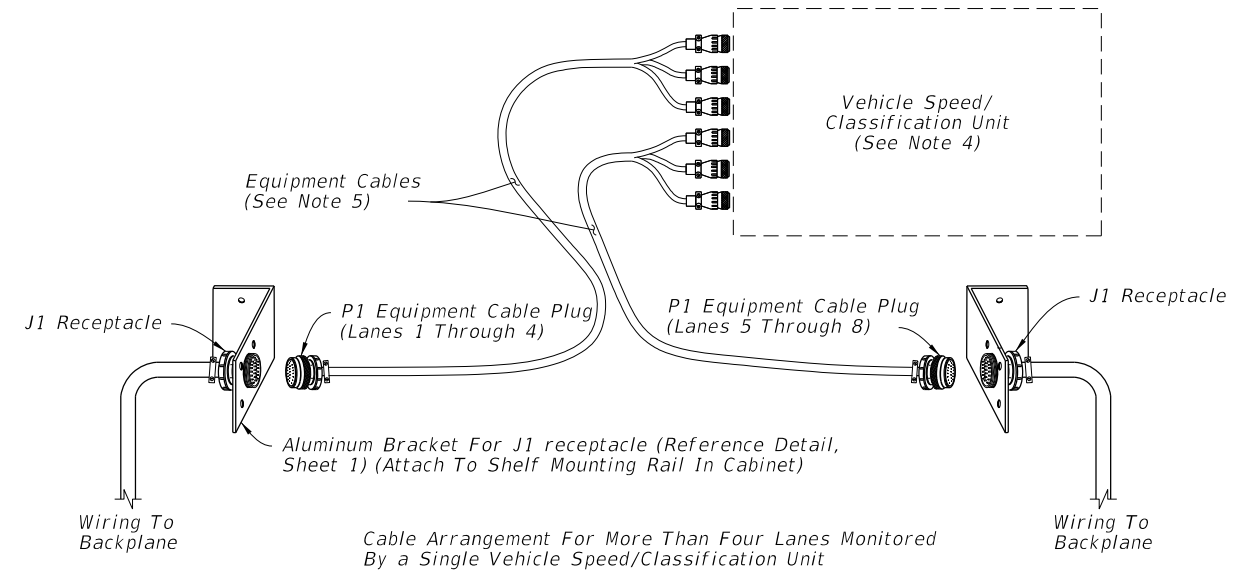 Vehicle Speed/
Classification Unit
(See Note 4)
Equipment Cables
(See Note 5)
J1 Receptacle
P1 Equipment Cable Plug
(Lanes 1 Through 4)
P1 Equipment Cable Plug
(Lanes 5 Through 8)
J1 Receptacle
Aluminum Bracket For J1 receptacle (Reference Detail,
Sheet 1) (Attach To Shelf Mounting Rail In Cabinet)
Wiring To
Backplane
Wiring To
Backplane
Cable Arrangement For More Than Four Lanes Monitored
By a Single Vehicle Speed/Classification Unit